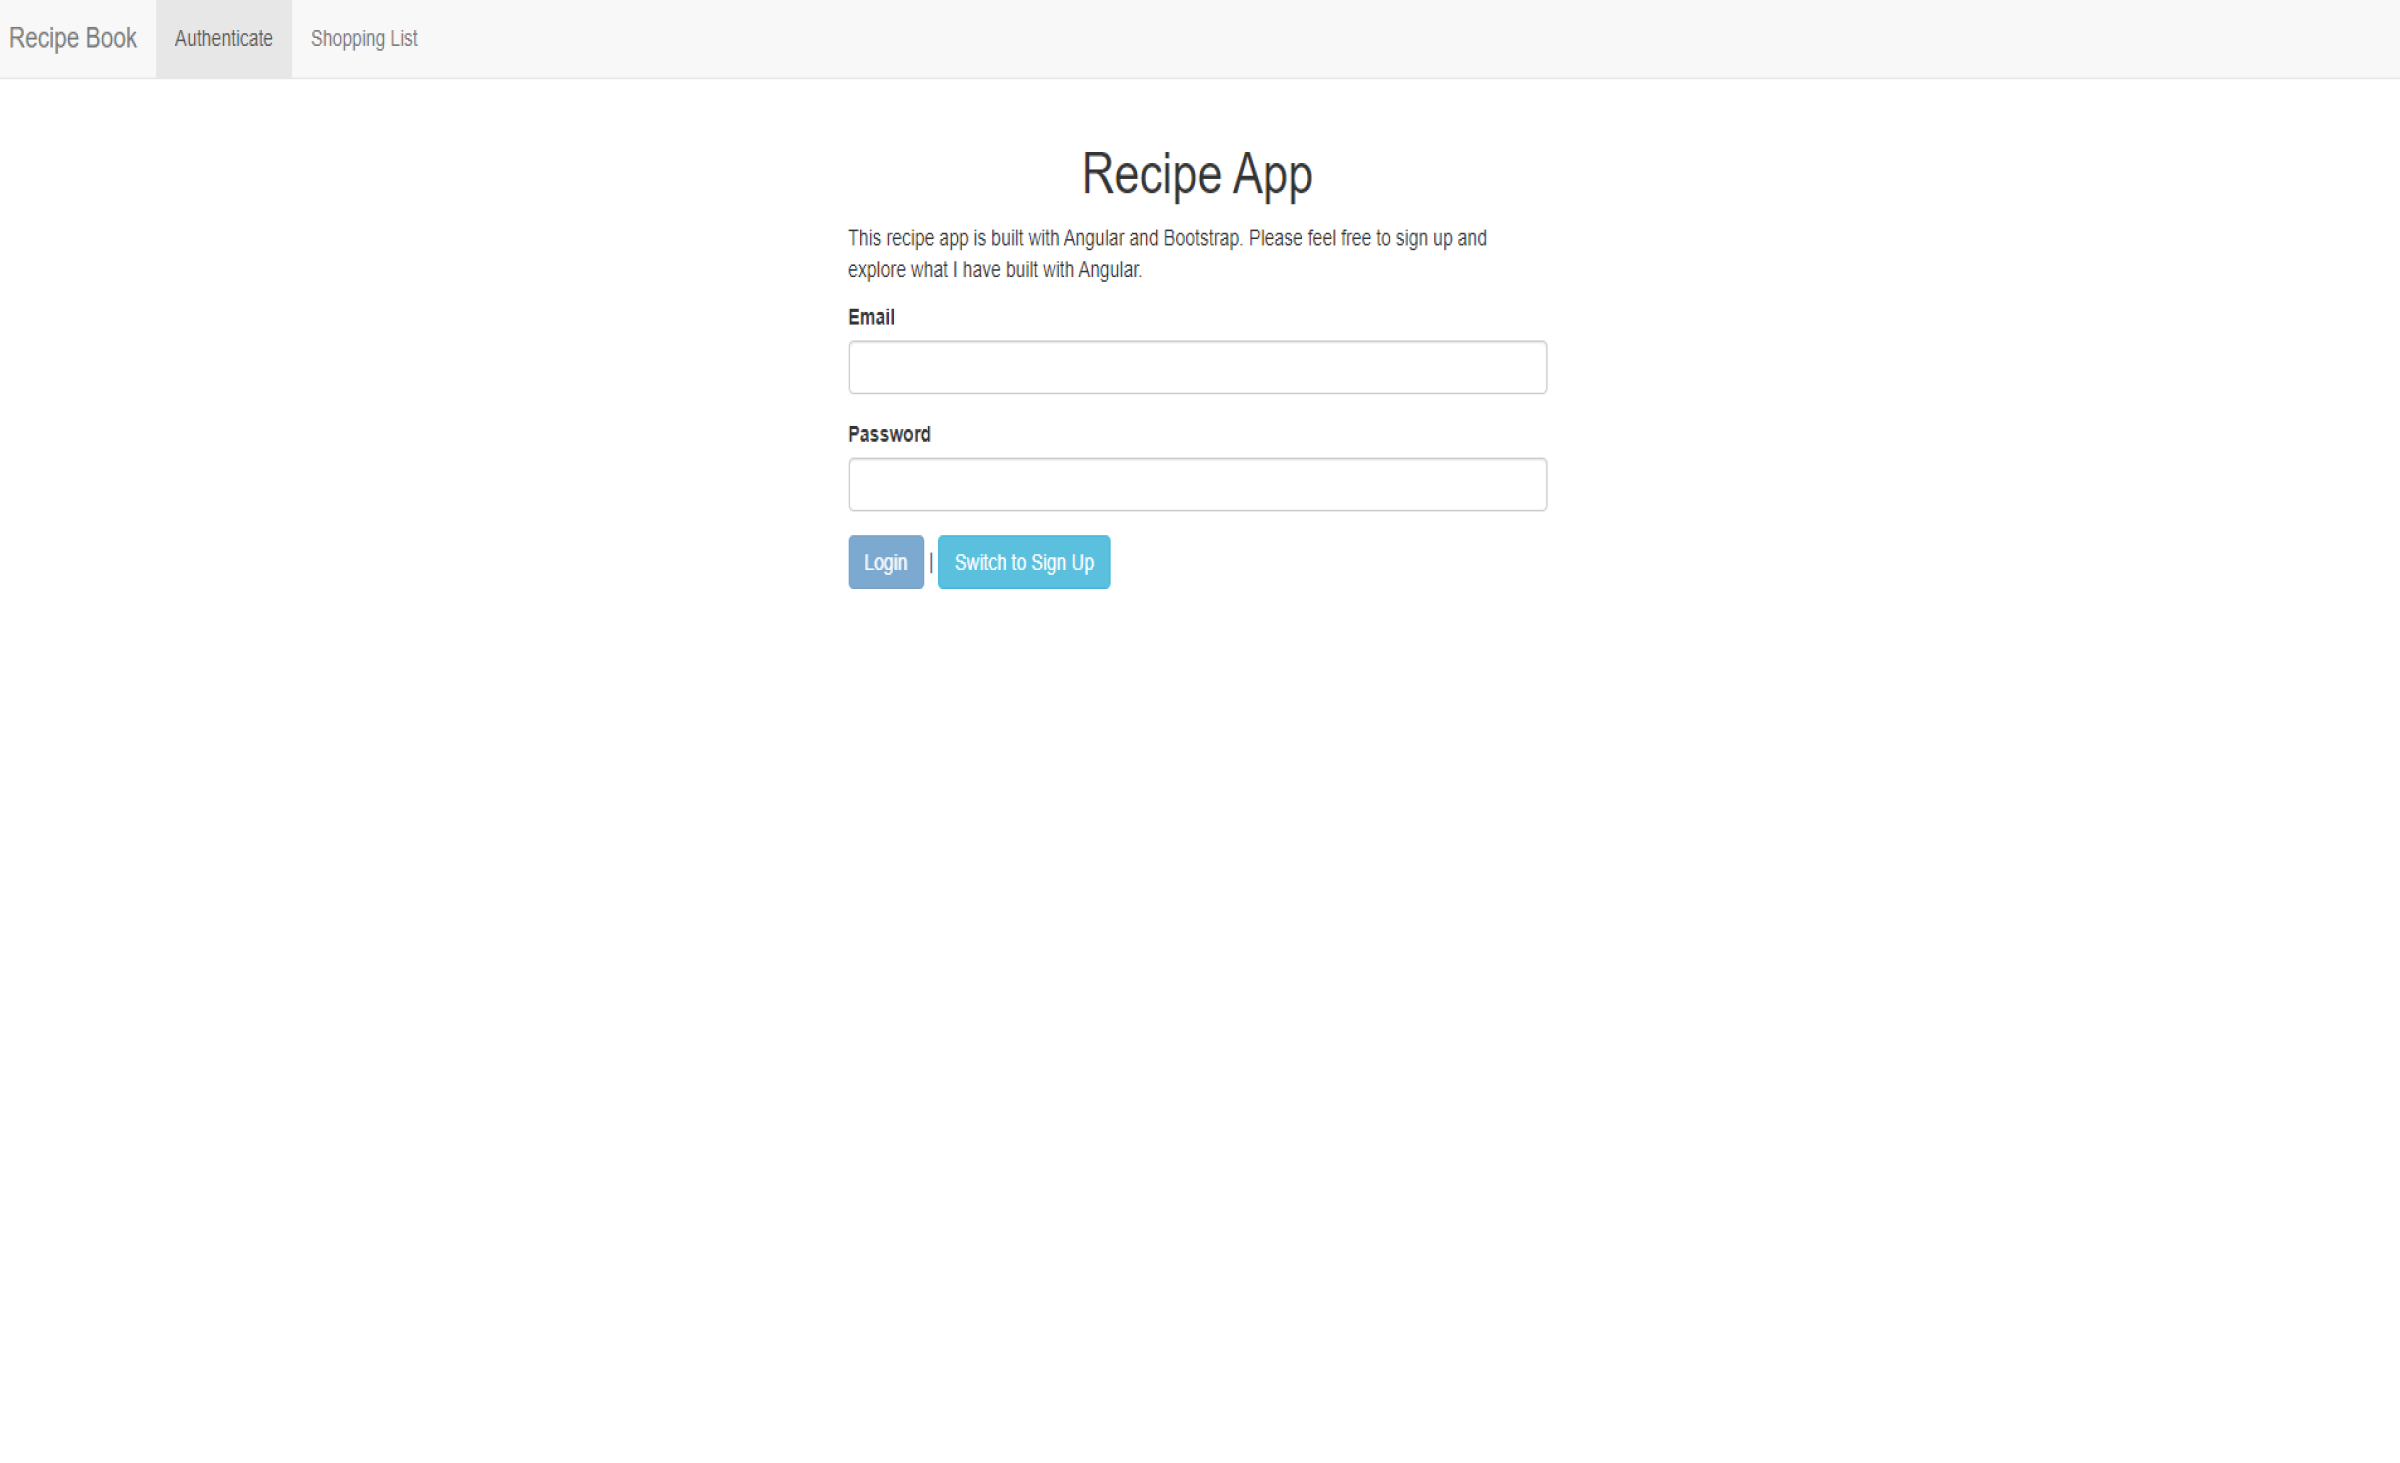 Recipe Book Authenticate Shopping List
Recipe App
This recipe app is built with Angular and Bootstrap. Please feel free to sign up and
explore what I have built with Angular.
Email
Password
Login | Switch to Sign Up